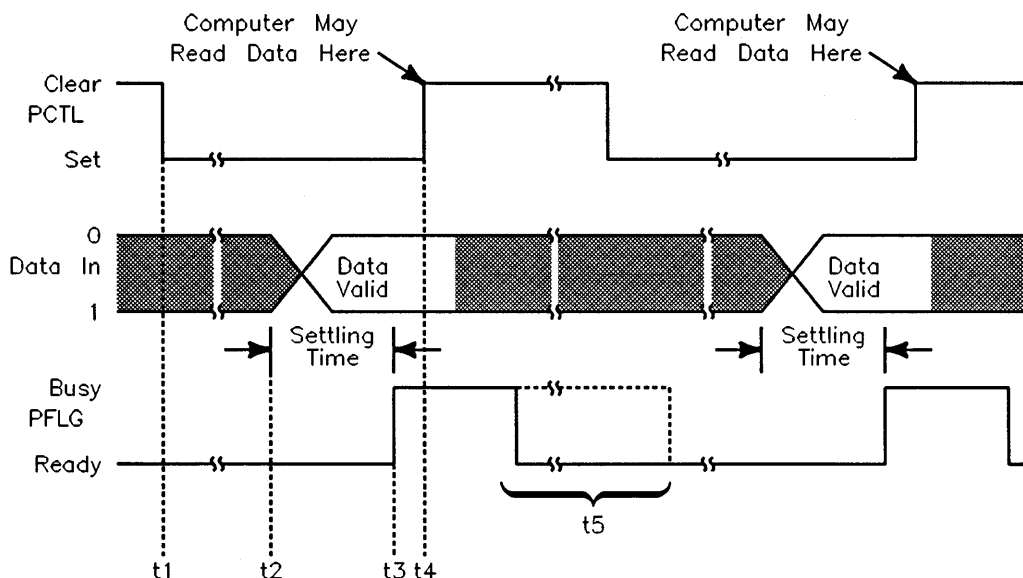 Computer May
Read Data Here
Computer May
Read Data Here
Clear
PCTL
Set
0
Data In
1
Data
Valid
Data
Valid
Settling
Time
Settling
Time
Busy
PFLG
Ready
t5
t1
t2
t3
t4